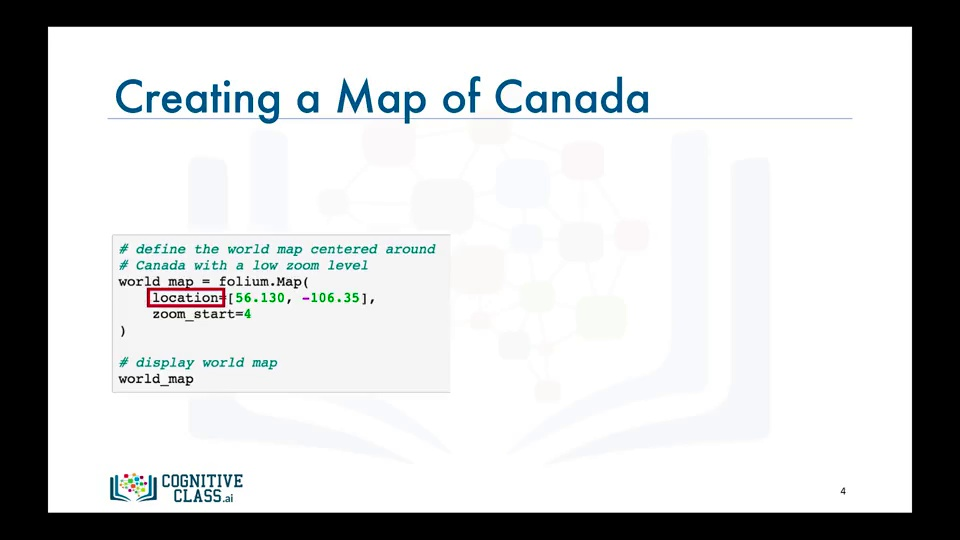 Creating a Map of Canada
# define the world map centered around
# Canada with a low zoom level
world_map = folium.Map(
    location=[56.130, -106.35],
    zoom_start=4
)
# display world map
world_map
COGNITIVE
CLASS.ai
4